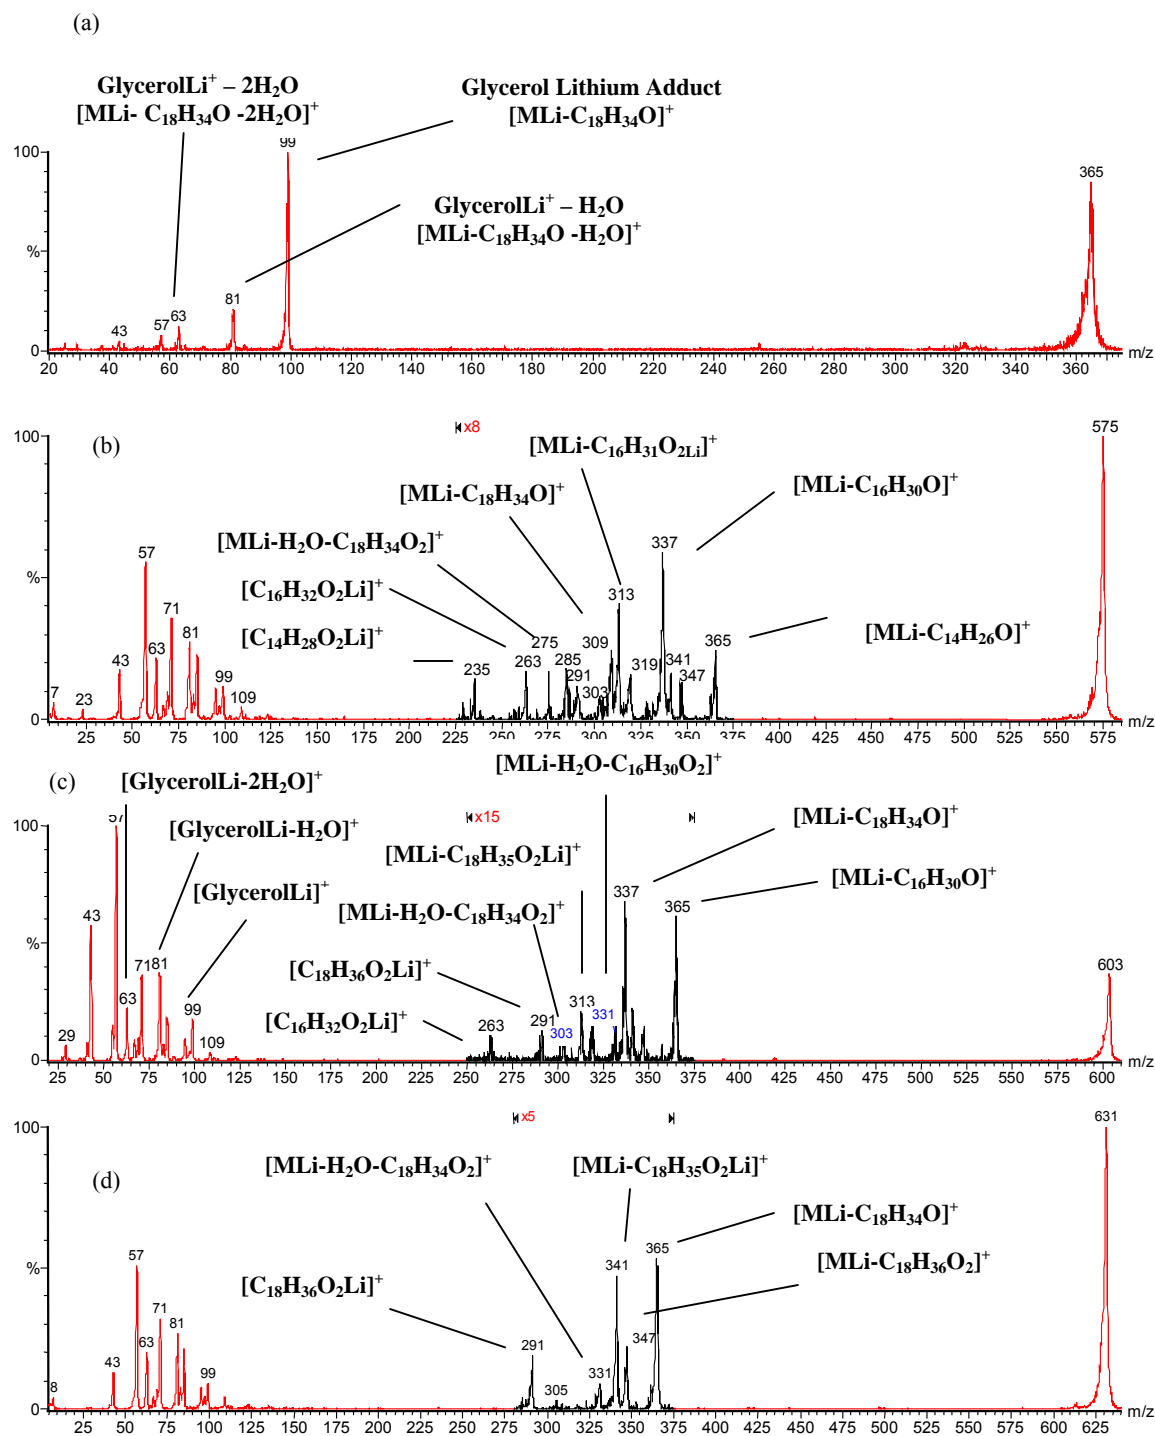 (a)
GlycerolLi⁺ – 2H₂O
[MLi- C₁₈H₃₄O -2H₂O]⁺
Glycerol Lithium Adduct
[MLi-C₁₈H₃₄O]⁺
GlycerolLi⁺ – H₂O
[MLi-C₁₈H₃₄O -H₂O]⁺
100
%
0
43
57
63
81
99
365
20 40 60 80 100 120 140 160 180 200 220 240 260 280 300 320 340 360 m/z
(b)
x8
[MLi-C₁₆H₃₁O₂Li]⁺
[MLi-C₁₈H₃₄O]⁺
[MLi-C₁₆H₃₀O]⁺
[MLi-H₂O-C₁₈H₃₄O₂]⁺
[C₁₆H₃₂O₂Li]⁺
[C₁₄H₂₈O₂Li]⁺
[MLi-C₁₄H₂₆O]⁺
100
%
0
7
23
43
57
63
71
81
99
109
235
263
275
285
291
303
309
313
319
337
341
347
365
575
25 50 75 100 125 150 175 200 225 250 275 300 325 350 375 400 425 450 475 500 525 550 575 m/z
[MLi-H₂O-C₁₆H₃₀O₂]⁺
(c)
[GlycerolLi-2H₂O]⁺
[GlycerolLi-H₂O]⁺
[GlycerolLi]⁺
x15
[MLi-C₁₈H₃₅O₂Li]⁺
[MLi-C₁₈H₃₄O]⁺
[MLi-H₂O-C₁₈H₃₄O₂]⁺
[MLi-C₁₆H₃₀O]⁺
[C₁₈H₃₆O₂Li]⁺
[C₁₆H₃₂O₂Li]⁺
100
%
0
29
43
57
63
71
81
99
109
263
291
303
313
331
337
365
603
25 50 75 100 125 150 175 200 225 250 275 300 325 350 375 400 425 450 475 500 525 550 575 600 m/z
(d)
x5
[MLi-H₂O-C₁₈H₃₄O₂]⁺
[MLi-C₁₈H₃₅O₂Li]⁺
[MLi-C₁₈H₃₄O]⁺
[MLi-C₁₈H₃₆O₂]⁺
[C₁₈H₃₆O₂Li]⁺
100
%
0
8
43
57
63
71
81
99
291
305
331
341
347
365
631
25 50 75 100 125 150 175 200 225 250 275 300 325 350 375 400 425 450 475 500 525 550 575 600 625 m/z